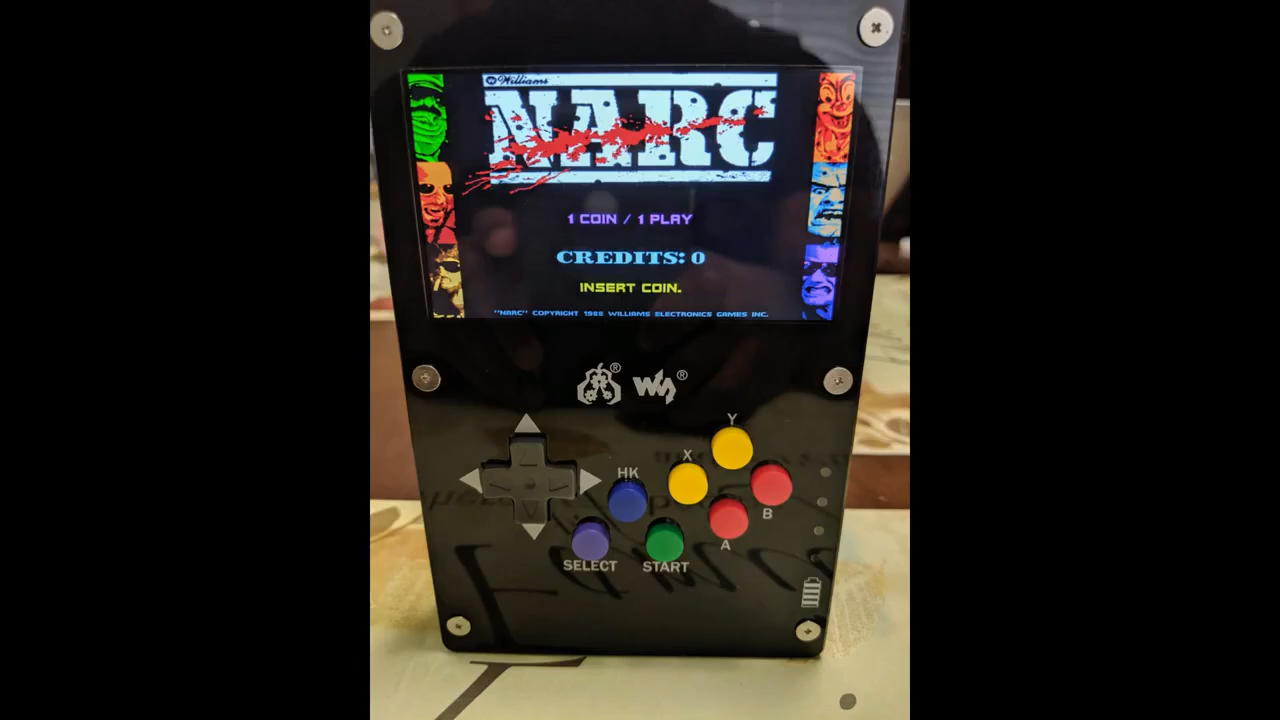 Williams
NARC
1 COIN / 1 PLAY
CREDITS: 0
INSERT COIN.
"NARC" COPYRIGHT 1988 WILLIAMS ELECTRONICS GAMES INC.
®
W ®
Y
X
HK
B
A
SELECT
START